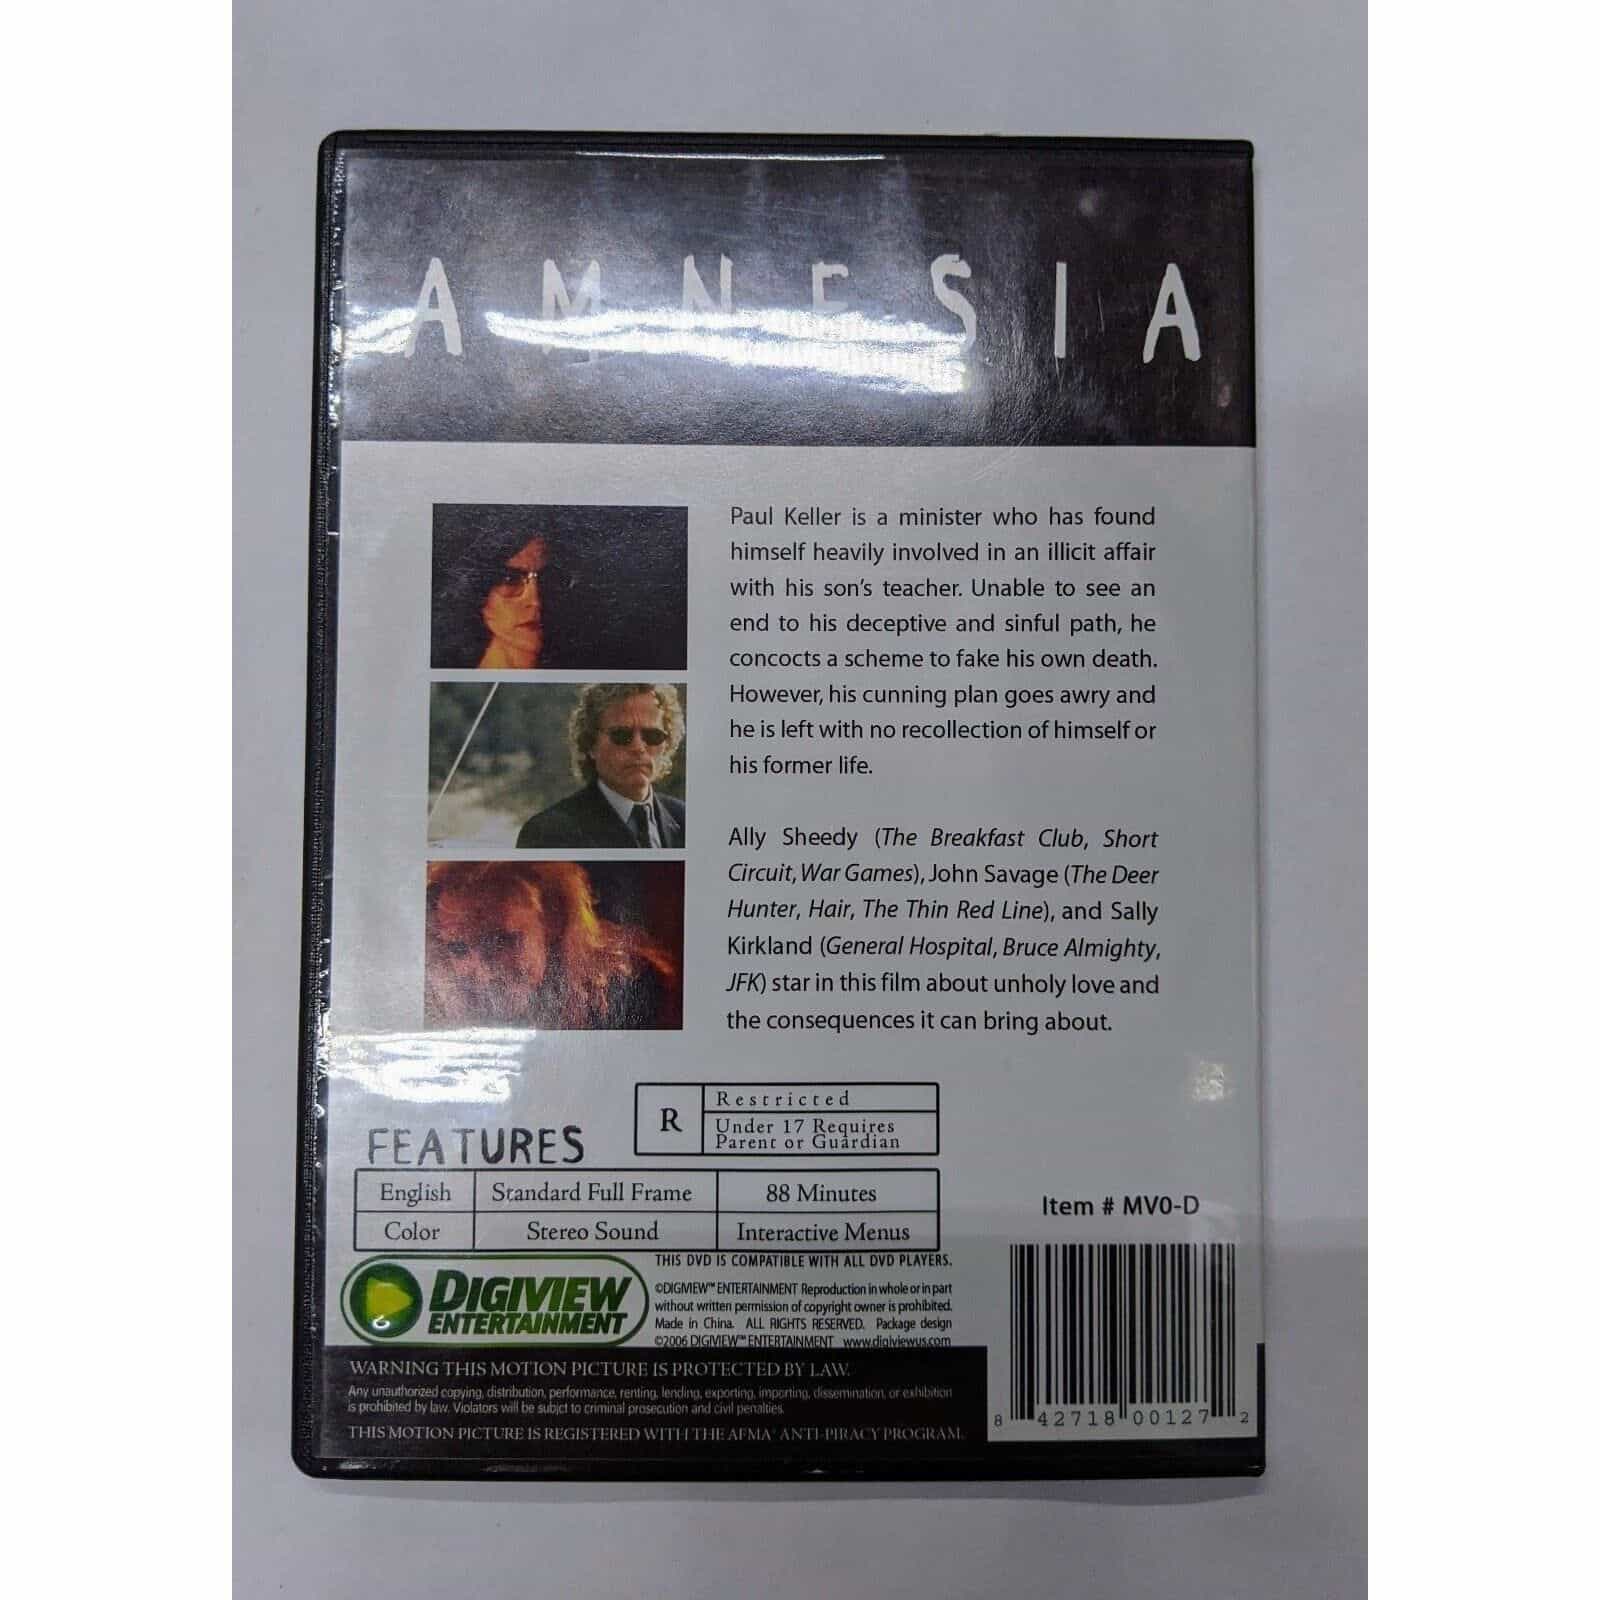 AMNESIA
Paul Keller is a minister who has found
himself heavily involved in an illicit affair
with his son's teacher. Unable to see an
end to his deceptive and sinful path, he
concocts a scheme to fake his own death.
However, his cunning plan goes awry and
he is left with no recollection of himself or
his former life.
Ally Sheedy (The Breakfast Club, Short
Circuit, War Games), John Savage (The Deer
Hunter, Hair, The Thin Red Line), and Sally
Kirkland (General Hospital, Bruce Almighty,
JFK) star in this film about unholy love and
the consequences it can bring about.
R
Restricted
Under 17 Requires
Parent or Guardian
FEATURES
English Standard Full Frame 88 Minutes
Color Stereo Sound Interactive Menus
Item # MV0-D
DIGIVIEW
ENTERTAINMENT
THIS DVD IS COMPATIBLE WITH ALL DVD PLAYERS.
©DIGIVIEW™ ENTERTAINMENT Reproduction in whole or in part
without written permission of copyright owner is prohibited.
Made in China. ALL RIGHTS RESERVED. Package design
©2006 DIGIVIEW™ ENTERTAINMENT www.digiviewus.com
WARNING THIS MOTION PICTURE IS PROTECTED BY LAW.
Any unauthorized copying, distribution, performance, renting, lending, exporting, importing, dissemination, or exhibition
is prohibited by law. Violators will be subjct to criminal prosecution and civil penalties.
THIS MOTION PICTURE IS REGISTERED WITH THE AFMA® ANTI-PIRACY PROGRAM.
8 42718 00127 2